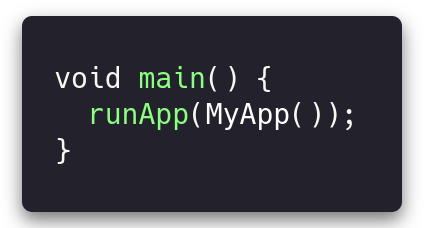 void main() {
  runApp(MyApp());
}